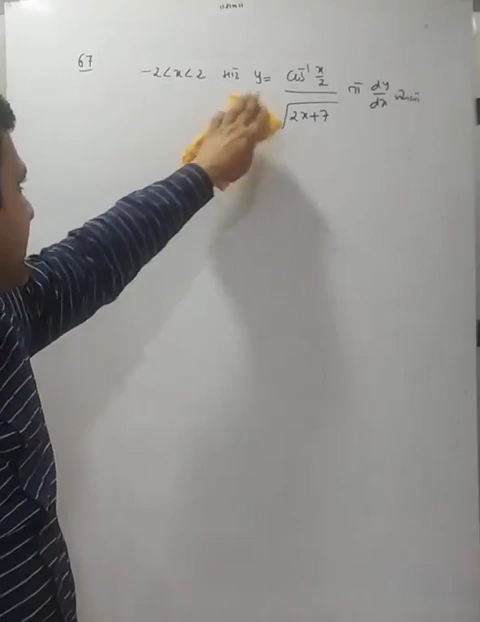 67
-2<x<2 માટે y= cos⁻¹ x/2 / √2x+7 તો dy/dx મેળવો